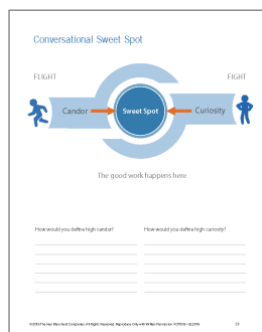 Conversational Sweet Spot
FLIGHT
FIGHT
Candor
Sweet Spot
Curiosity
The good work happens here
How would you define high candor?
How would you define high curiosity?